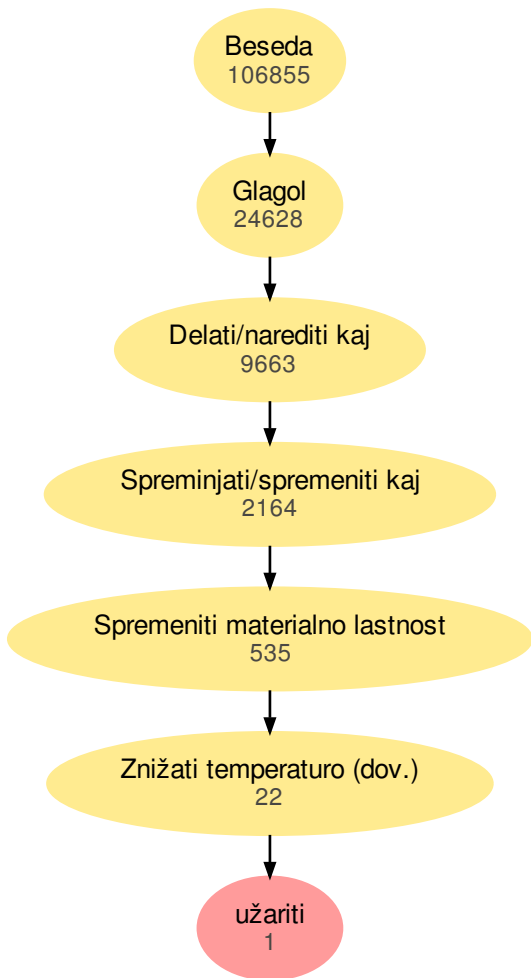 Beseda
106855
Glagol
24628
Delati/narediti kaj
9663
Spreminjati/spremeniti kaj
2164
Spremeniti materialno lastnost
535
Znižati temperaturo (dov.)
22
užariti
1